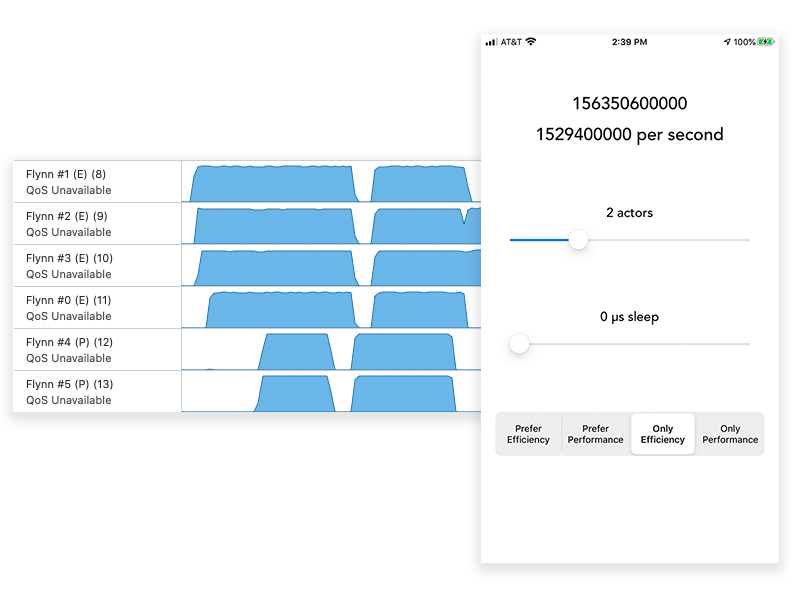 Flynn #1 (E) (8)
QoS Unavailable
Flynn #2 (E) (9)
QoS Unavailable
Flynn #3 (E) (10)
QoS Unavailable
Flynn #0 (E) (11)
QoS Unavailable
Flynn #4 (P) (12)
QoS Unavailable
Flynn #5 (P) (13)
QoS Unavailable
AT&T 2:39 PM 100%
156350600000
1529400000 per second
2 actors
0 µs sleep
Prefer Efficiency
Prefer Performance
Only Efficiency
Only Performance